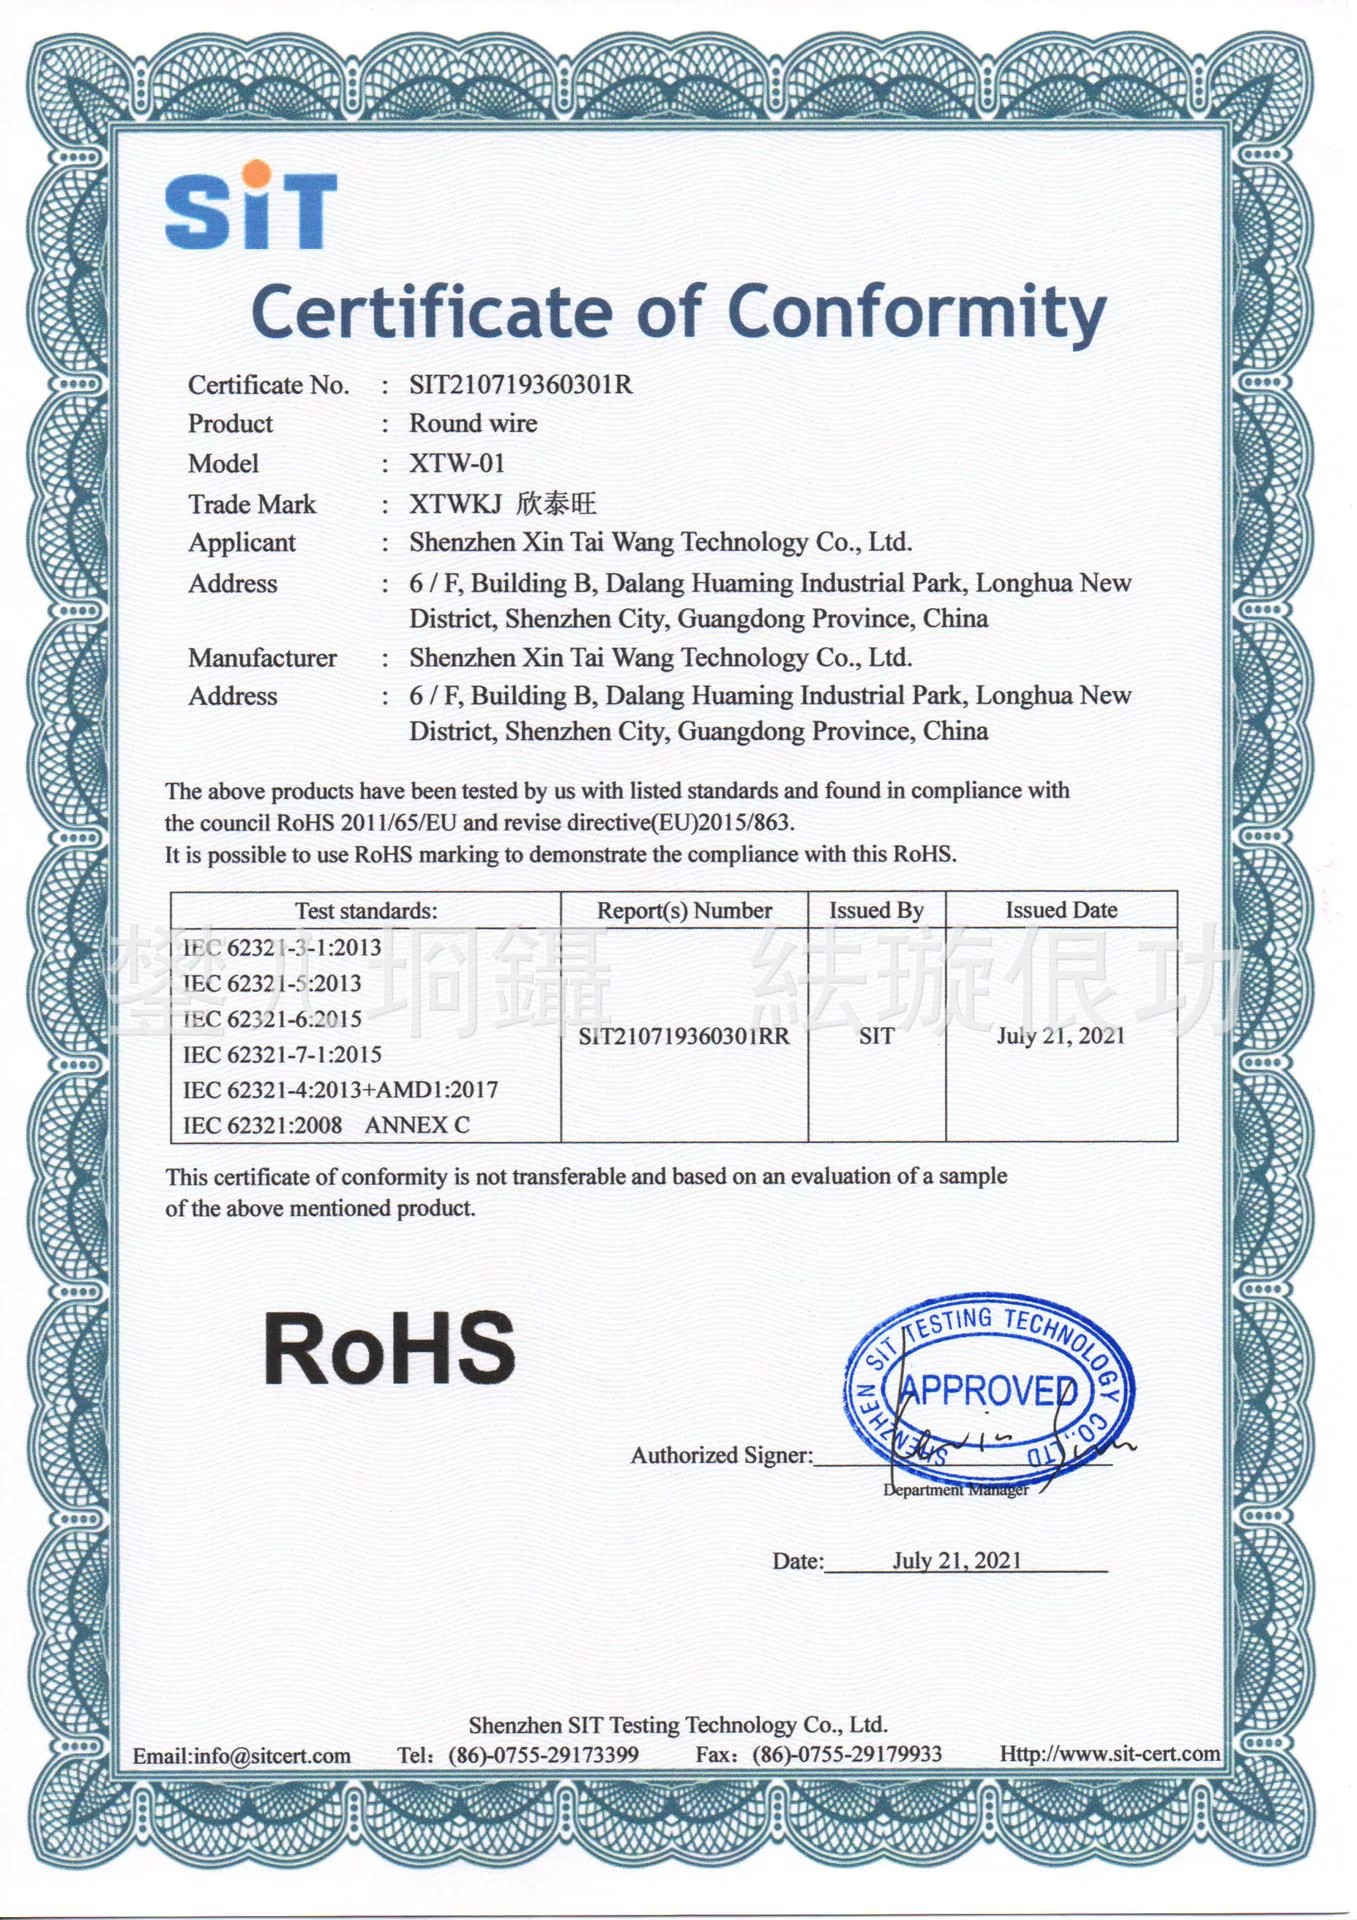 SiT
Certificate of Conformity
Certificate No. : SIT210719360301R
Product : Round wire
Model : XTW-01
Trade Mark : XTWKJ 欣泰旺
Applicant : Shenzhen Xin Tai Wang Technology Co., Ltd.
Address : 6 / F, Building B, Dalang Huaming Industrial Park, Longhua New
District, Shenzhen City, Guangdong Province, China
Manufacturer : Shenzhen Xin Tai Wang Technology Co., Ltd.
Address : 6 / F, Building B, Dalang Huaming Industrial Park, Longhua New
District, Shenzhen City, Guangdong Province, China
The above products have been tested by us with listed standards and found in compliance with
the council RoHS 2011/65/EU and revise directive(EU)2015/863.
It is possible to use RoHS marking to demonstrate the compliance with this RoHS.
Test standards: Report(s) Number Issued By Issued Date
IEC 62321-3-1:2013
IEC 62321-5:2013
IEC 62321-6:2015
SIT210719360301RR SIT July 21, 2021
IEC 62321-7-1:2015
IEC 62321-4:2013+AMD1:2017
IEC 62321:2008 ANNEX C
This certificate of conformity is not transferable and based on an evaluation of a sample
of the above mentioned product.
RoHS
SHENZHEN SIT TESTING TECHNOLOGY CO.,LTD
APPROVED
Authorized Signer:
Department Manager
Date: July 21, 2021
Shenzhen SIT Testing Technology Co., Ltd.
Email:info@sitcert.com Tel：(86)-0755-29173399 Fax：(86)-0755-29179933 Http://www.sit-cert.com